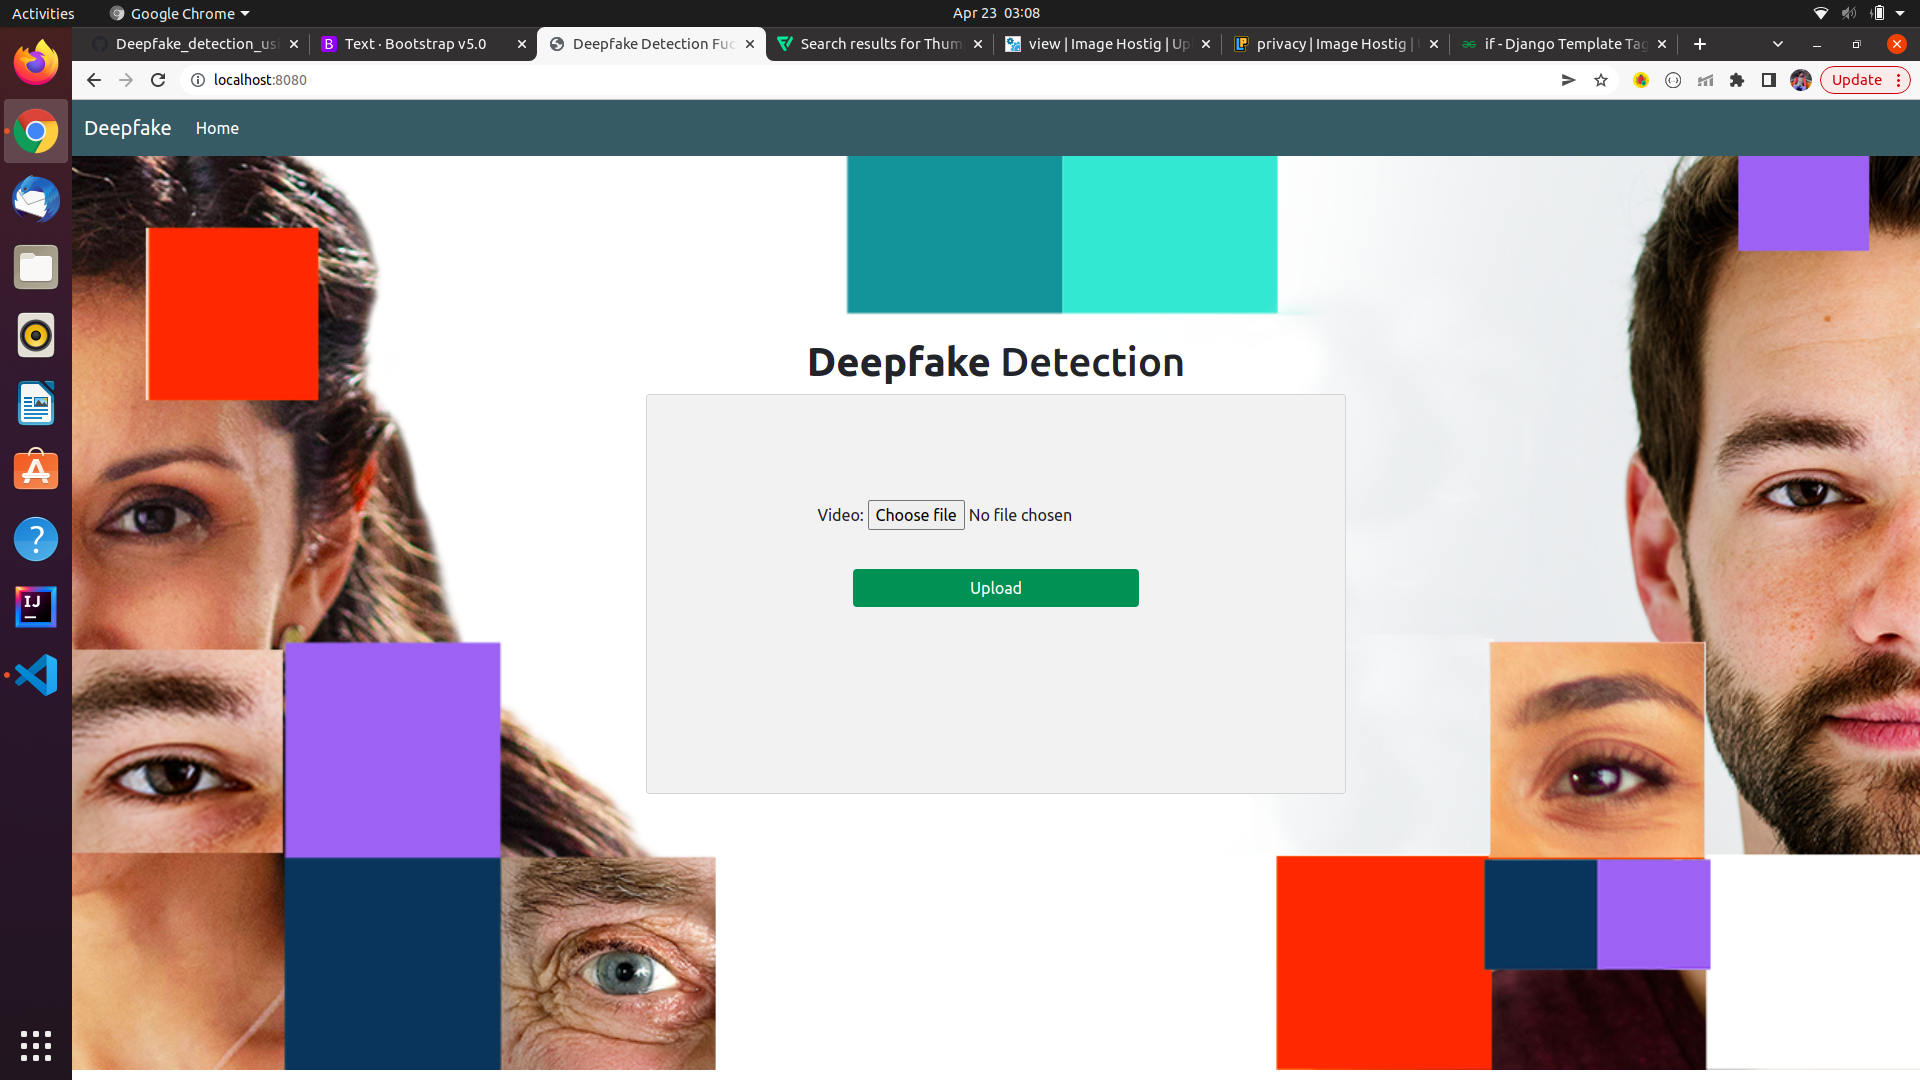 Activities
Google Chrome
Apr 23 03:08
Deepfake_detection_us
Text · Bootstrap v5.0
Deepfake Detection Fuc
Search results for Thum
view | Image Hostig | Up
privacy | Image Hostig |
if - Django Template Tag
localhost:8080
Update
Deepfake
Home
Deepfake Detection
Video: Choose file No file chosen
Upload